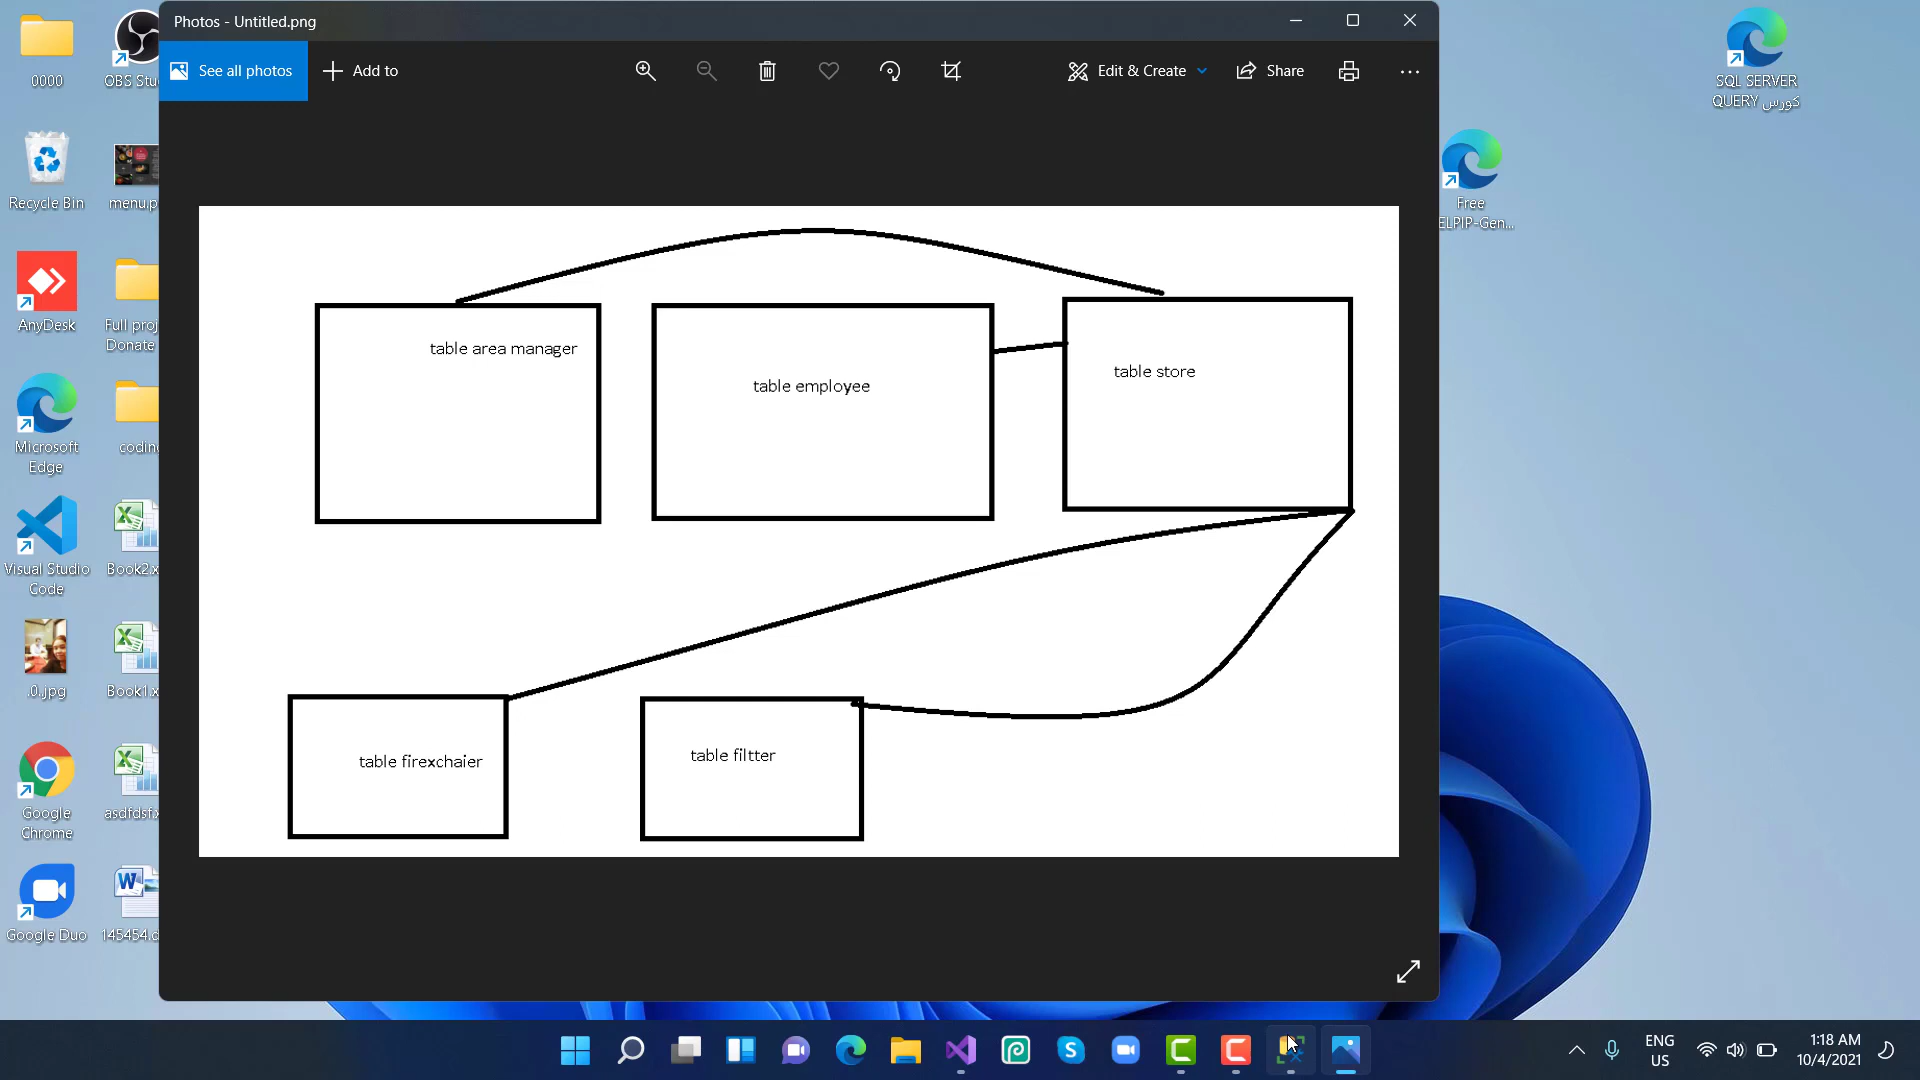 Photos - Untitled.png
See all photos
Add to
Edit & Create
Share
table area manager
table employee
table store
table firexchaier
table filtter
0000
OBS Stu
Recycle Bin
menu.p
AnyDesk
Full proj
Donate
Microsoft
Edge
coding
Visual Studio
Code
Book2.x
.0.jpg
Book1.x
Google
Chrome
asdfdsf.x
Google Duo
145454.d
SQL SERVER
QUERY كورس
Free
ELPIP-Gen...
ENG
US
1:18 AM
10/4/2021